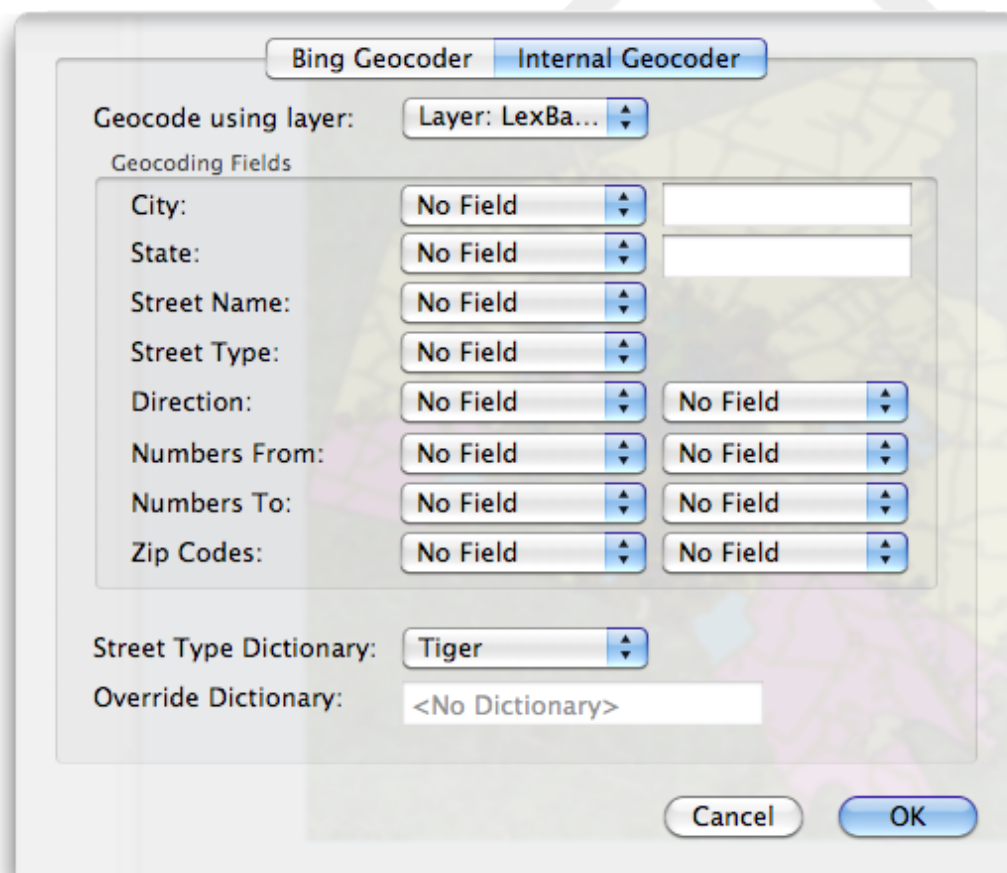 Bing Geocoder Internal Geocoder
Geocode using layer: Layer: LexBa...
Geocoding Fields
City: No Field
State: No Field
Street Name: No Field
Street Type: No Field
Direction: No Field No Field
Numbers From: No Field No Field
Numbers To: No Field No Field
Zip Codes: No Field No Field
Street Type Dictionary: Tiger
Override Dictionary: <No Dictionary>
Cancel OK